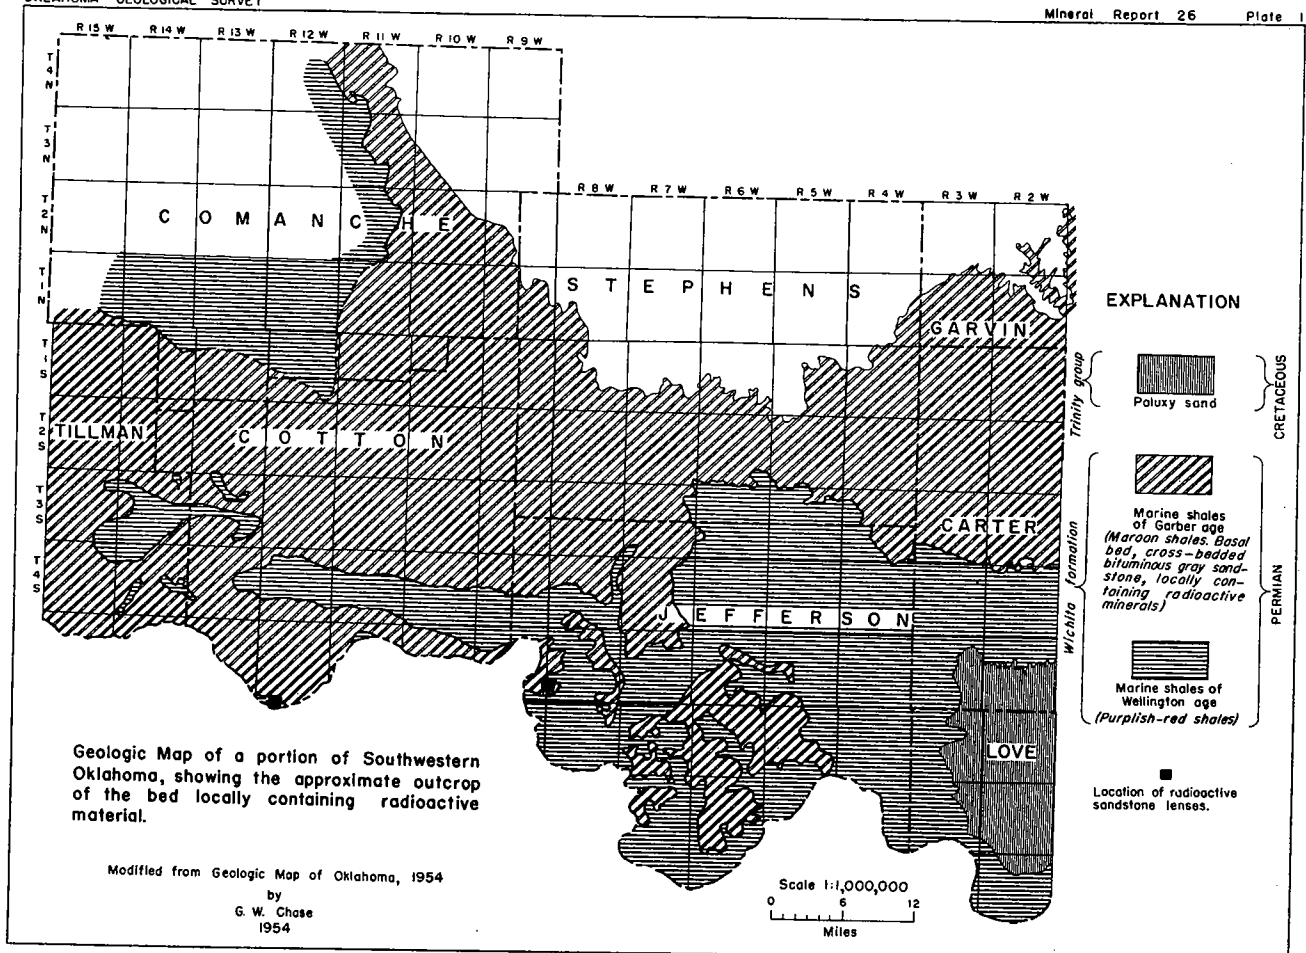 OKLAHOMA GEOLOGICAL SURVEY
Mineral Report 26 Plate 1
R 15 W R 14 W R 13 W R 12 W R 11 W R 10 W R 9 W
T 4 N
T 3 N
T 2 N
T 1 N
T 1 S
T 2 S
T 3 S
T 4 S
R 8 W R 7 W R 6 W R 5 W R 4 W R 3 W R 2 W
COMANCHE
STEPHENS
GARVIN
TILLMAN
COTTON
CARTER
JEFFERSON
LOVE
EXPLANATION
Trinity group
Paluxy sand
CRETACEOUS
Wichita formation
Marine shales
of Garber age
(Maroon shales. Basal
bed, cross-bedded
bituminous gray sand-
stone, locally con-
taining radioactive
minerals)
PERMIAN
Marine shales of
Wellington age
(Purplish-red shales)
Location of radioactive
sandstone lenses.
Geologic Map of a portion of Southwestern
Oklahoma, showing the approximate outcrop
of the bed locally containing radioactive
material.
Modified from Geologic Map of Oklahoma, 1954
by
G. W. Chase
1954
Scale 1:1,000,000
0 6 12
Miles